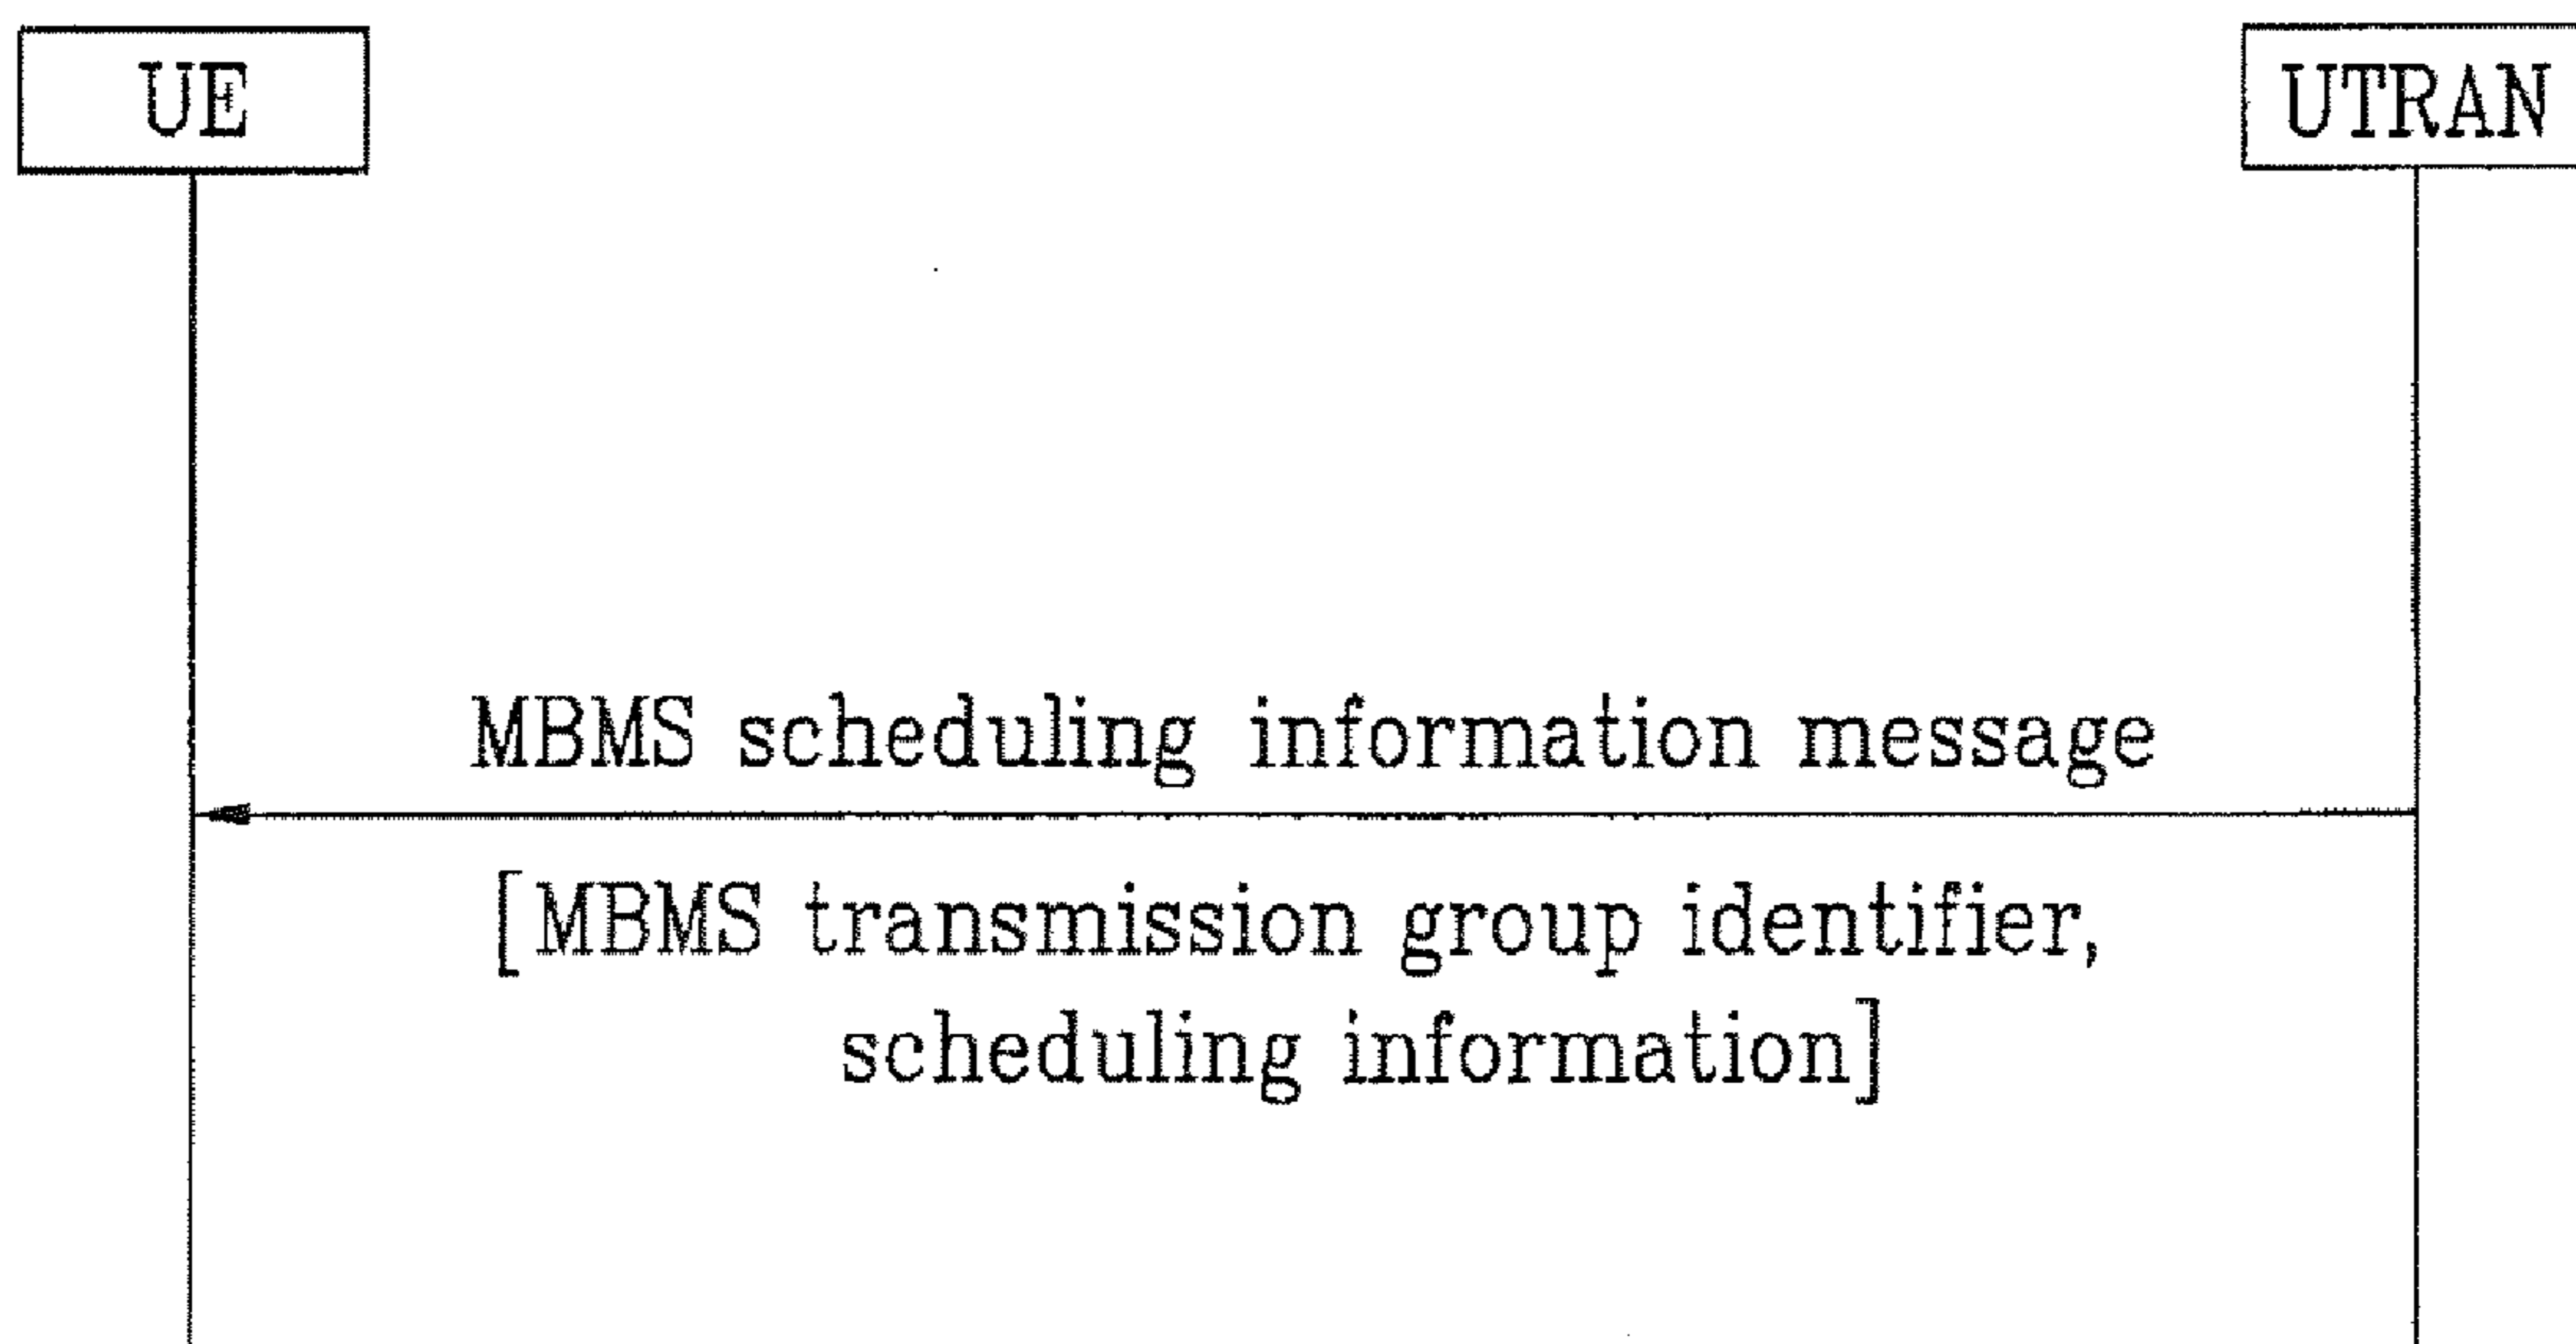 UE
UTRAN
MBMS scheduling information message
[MBMS transmission group identifier,
scheduling information]